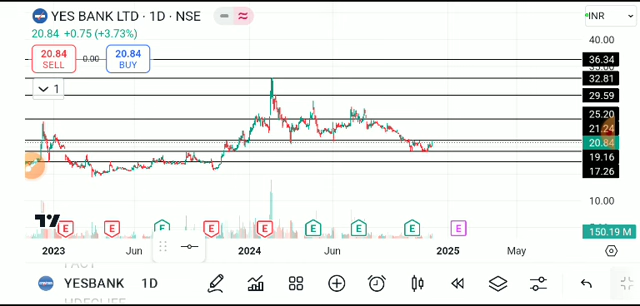 YES BANK LTD · 1D · NSE
INR
20.84 +0.75 (+3.73%)
20.84
SELL
0.00
20.84
BUY
1
40.00
36.34
32.81
29.59
25.20
21.24
20.84
19.16
17.26
10.00
150.19 M
E E E E E E E E E
2023 Jun 2024 Jun 2025 May
YESBANK 1D